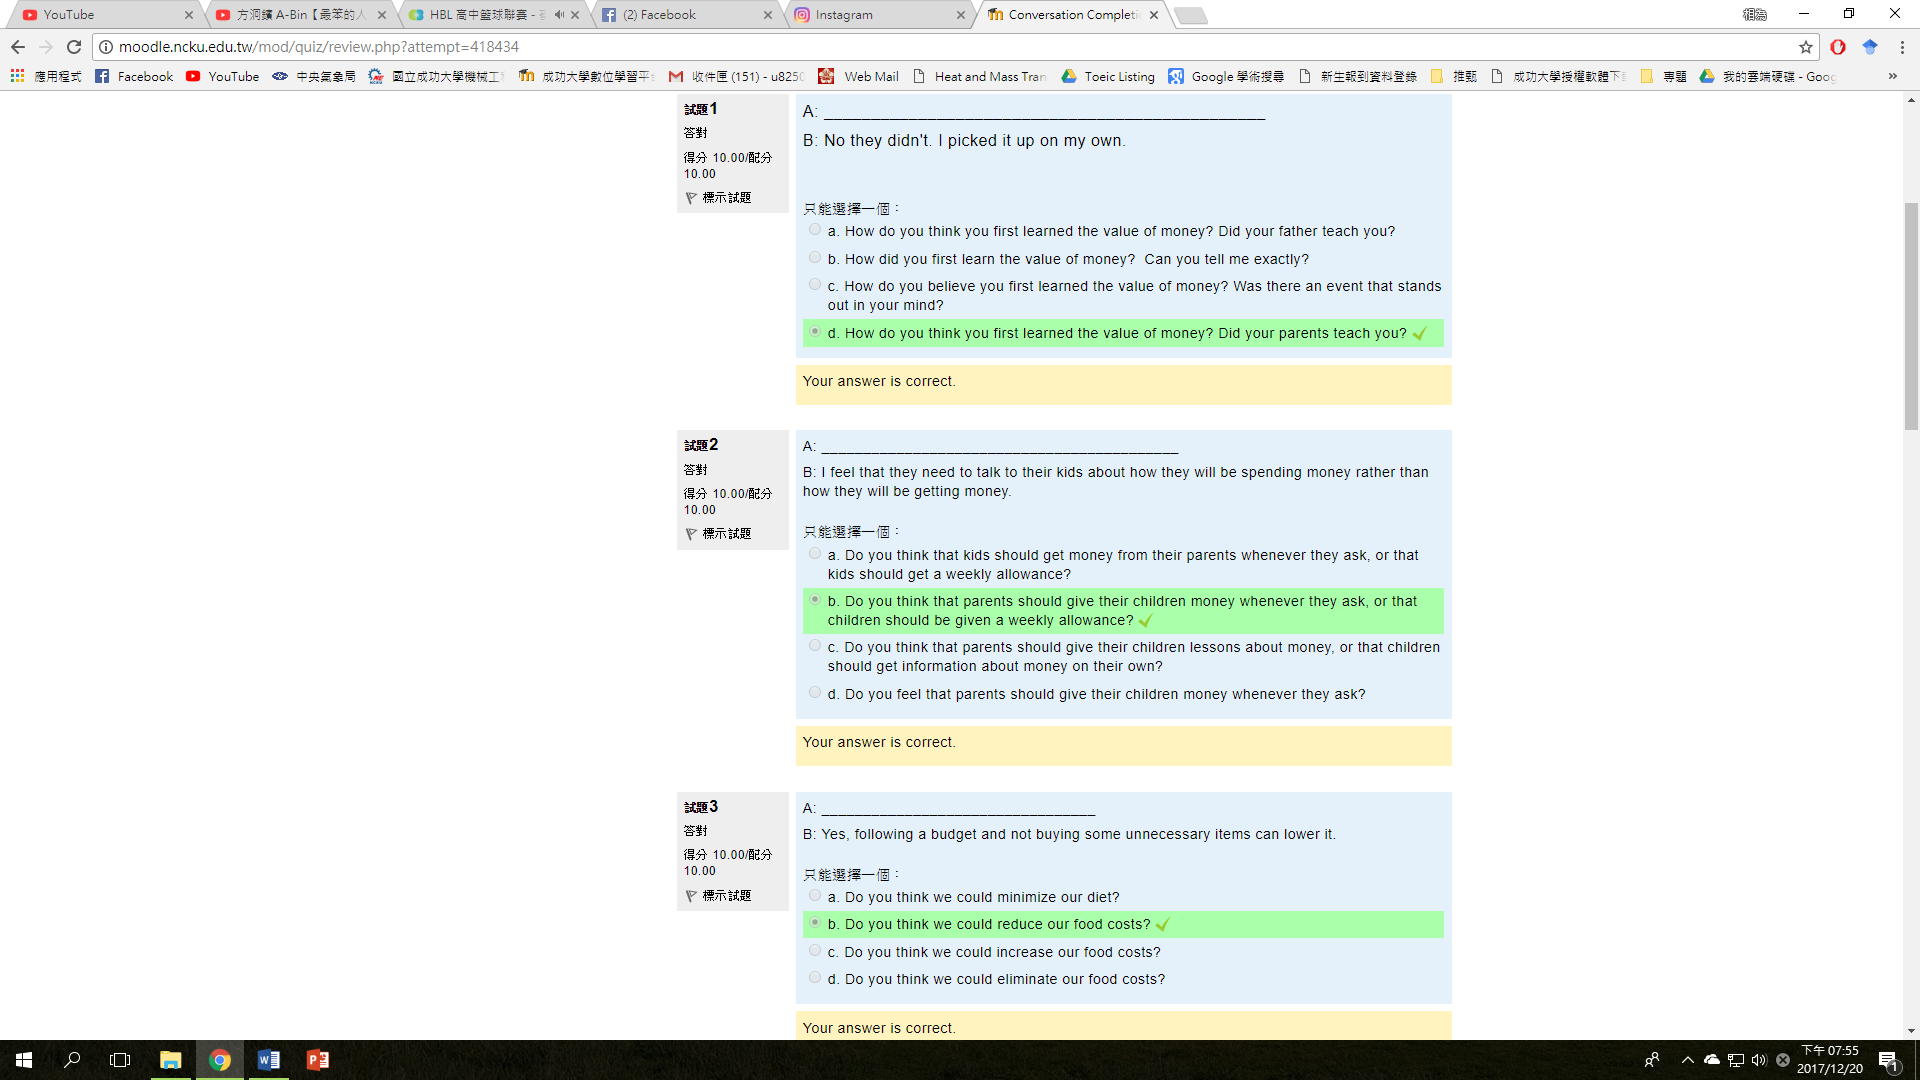 YouTube
方泂鑌 A-Bin【最笨的人
HBL 高中籃球聯賽 -
(2) Facebook
Instagram
Conversation Completi
moodle.ncku.edu.tw/mod/quiz/review.php?attempt=418434
應用程式
Facebook
YouTube
中央氣象局
國立成功大學機械工
成功大學數位學習平
收件匣 (151) - u825
Web Mail
Heat and Mass Tran
Toeic Listing
Google 學術搜尋
新生報到資料登錄
推甄
成功大學授權軟體下
專題
我的雲端硬碟 - Goog
試題1
答對
得分 10.00/配分
10.00
標示試題
A: ________________________________________________
B: No they didn't. I picked it up on my own.
只能選擇一個：
a. How do you think you first learned the value of money? Did your father teach you?
b. How did you first learn the value of money?  Can you tell me exactly?
c. How do you believe you first learned the value of money? Was there an event that stands
out in your mind?
d. How do you think you first learned the value of money? Did your parents teach you?
Your answer is correct.
試題2
答對
得分 10.00/配分
10.00
標示試題
A: ___________________________________________
B: I feel that they need to talk to their kids about how they will be spending money rather than
how they will be getting money.
只能選擇一個：
a. Do you think that kids should get money from their parents whenever they ask, or that
kids should get a weekly allowance?
b. Do you think that parents should give their children money whenever they ask, or that
children should be given a weekly allowance?
c. Do you think that parents should give their children lessons about money, or that children
should get information about money on their own?
d. Do you feel that parents should give their children money whenever they ask?
Your answer is correct.
試題3
答對
得分 10.00/配分
10.00
標示試題
A: _________________________________
B: Yes, following a budget and not buying some unnecessary items can lower it.
只能選擇一個：
a. Do you think we could minimize our diet?
b. Do you think we could reduce our food costs?
c. Do you think we could increase our food costs?
d. Do you think we could eliminate our food costs?
Your answer is correct.
下午 07:55
2017/12/20
1